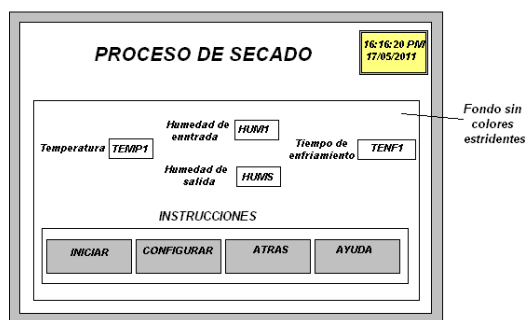 PROCESO DE SECADO
16:16:20 PM
17/05/2011
Fondo sin
colores
estridentes
Humedad de
enntrada
HUM1
Temperatura TEMP1
Tiempo de
enfriamiento
TENF1
Humedad de
salida
HUMS
INSTRUCCIONES
INICIAR CONFIGURAR ATRAS AYUDA